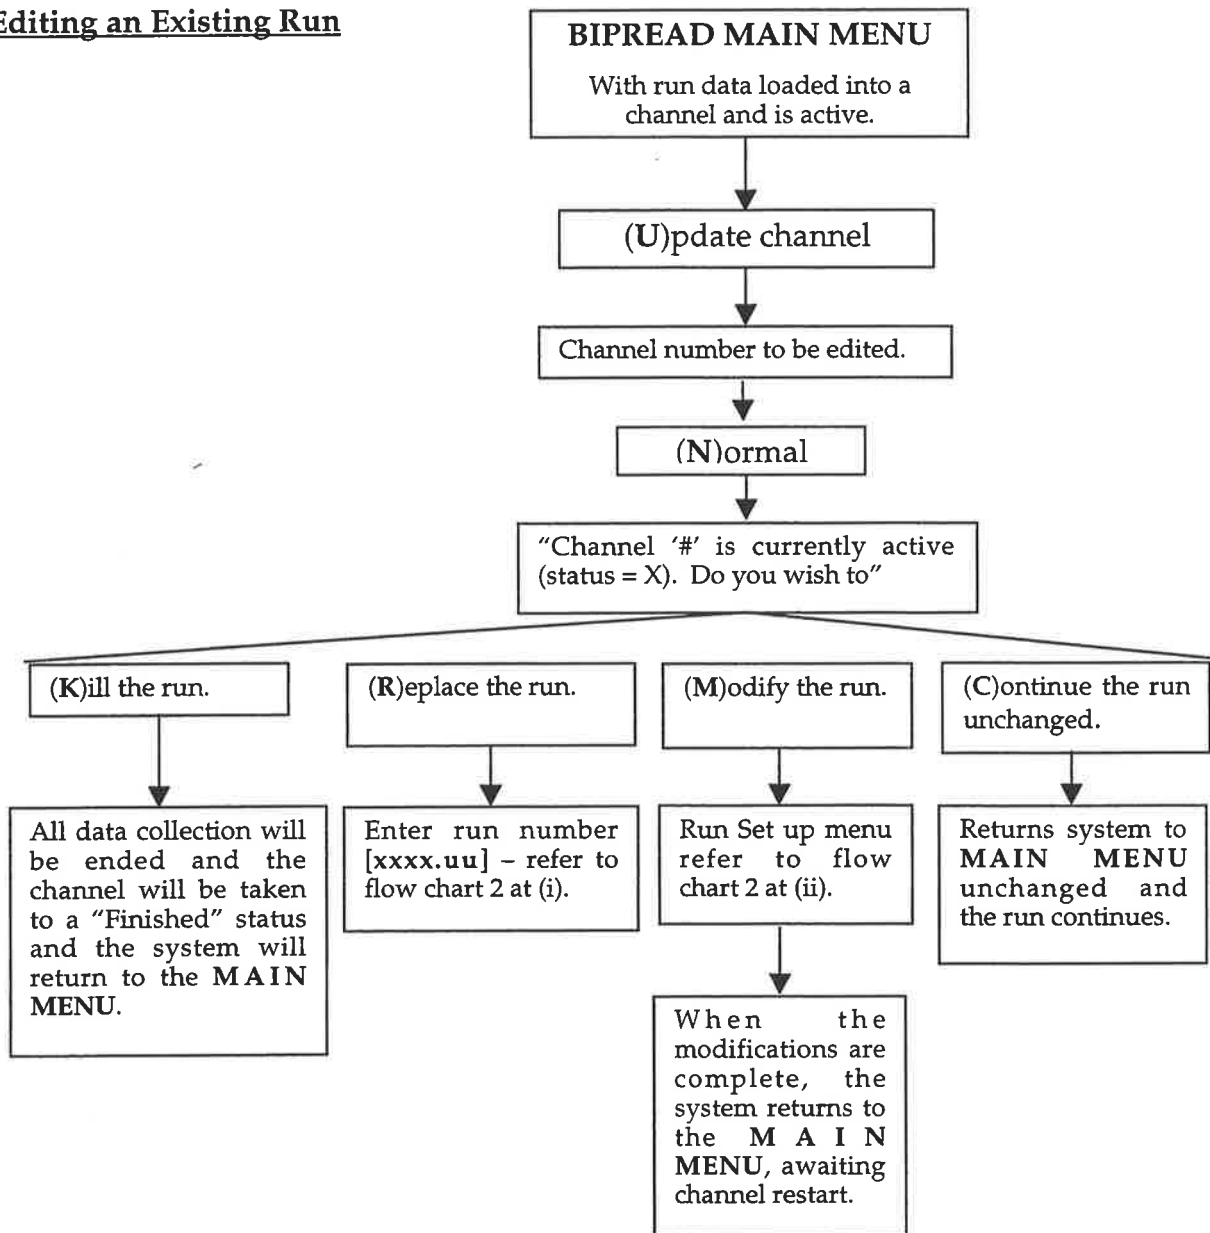 Editing an Existing Run
BIPREAD MAIN MENU
With run data loaded into a
channel and is active.
(U)pdate channel
Channel number to be edited.
(N)ormal
“Channel ‘#’ is currently active
(status = X). Do you wish to”
(K)ill the run.
All data collection will
be ended and the
channel will be taken
to a “Finished” status
and the system will
return to the MAIN
MENU.
(R)eplace the run.
Enter run number
[xxxx.uu] – refer to
flow chart 2 at (i).
(M)odify the run.
Run Set up menu
refer to flow
chart 2 at (ii).
When the
modifications are
complete, the
system returns to
the MAIN
MENU, awaiting
channel restart.
(C)ontinue the run
unchanged.
Returns system to
MAIN MENU
unchanged and
the run continues.